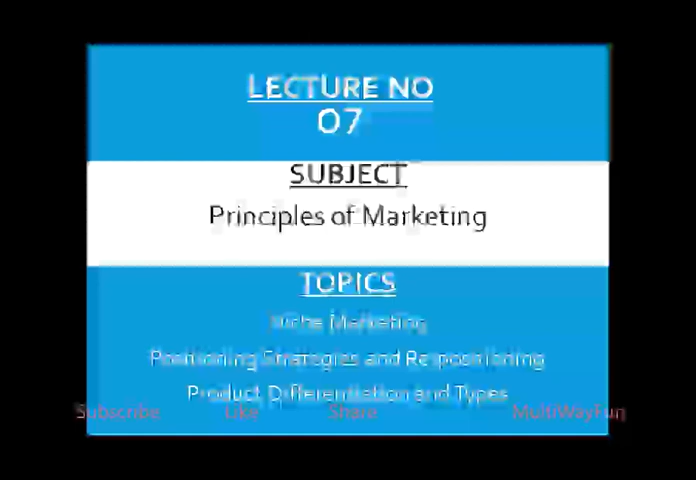 LECTURE NO
07
SUBJECT
Principles of Marketing
TOPICS
Niche Marketing
Positioning Strategies and Repositioning
Product Differentiation and Types
Subscribe Like Share MultiWayFun